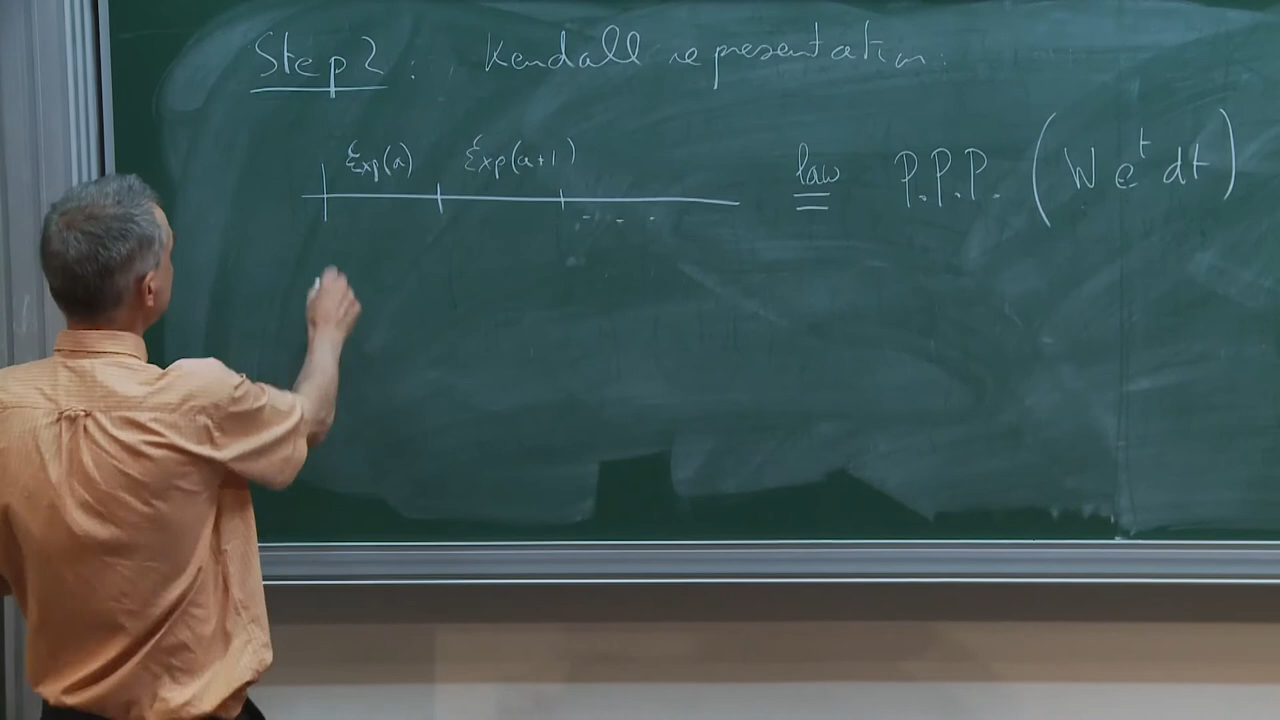 Step 2 : Kendall representation.
Exp(a) Exp(a+1) law = P.P.P. (W e^t dt)
- - -